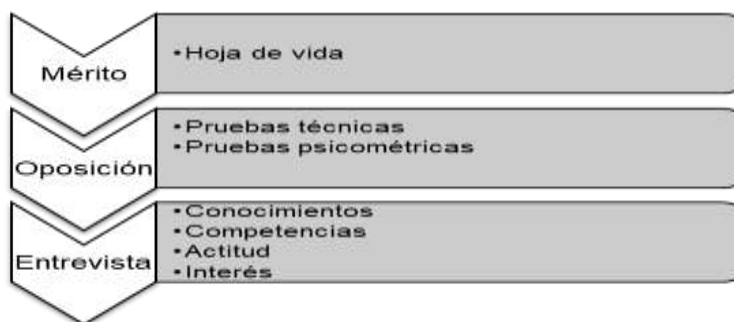 Mérito
•Hoja de vida
Oposición
•Pruebas técnicas
•Pruebas psicométricas
Entrevista
•Conocimientos
•Competencias
•Actitud
•Interés